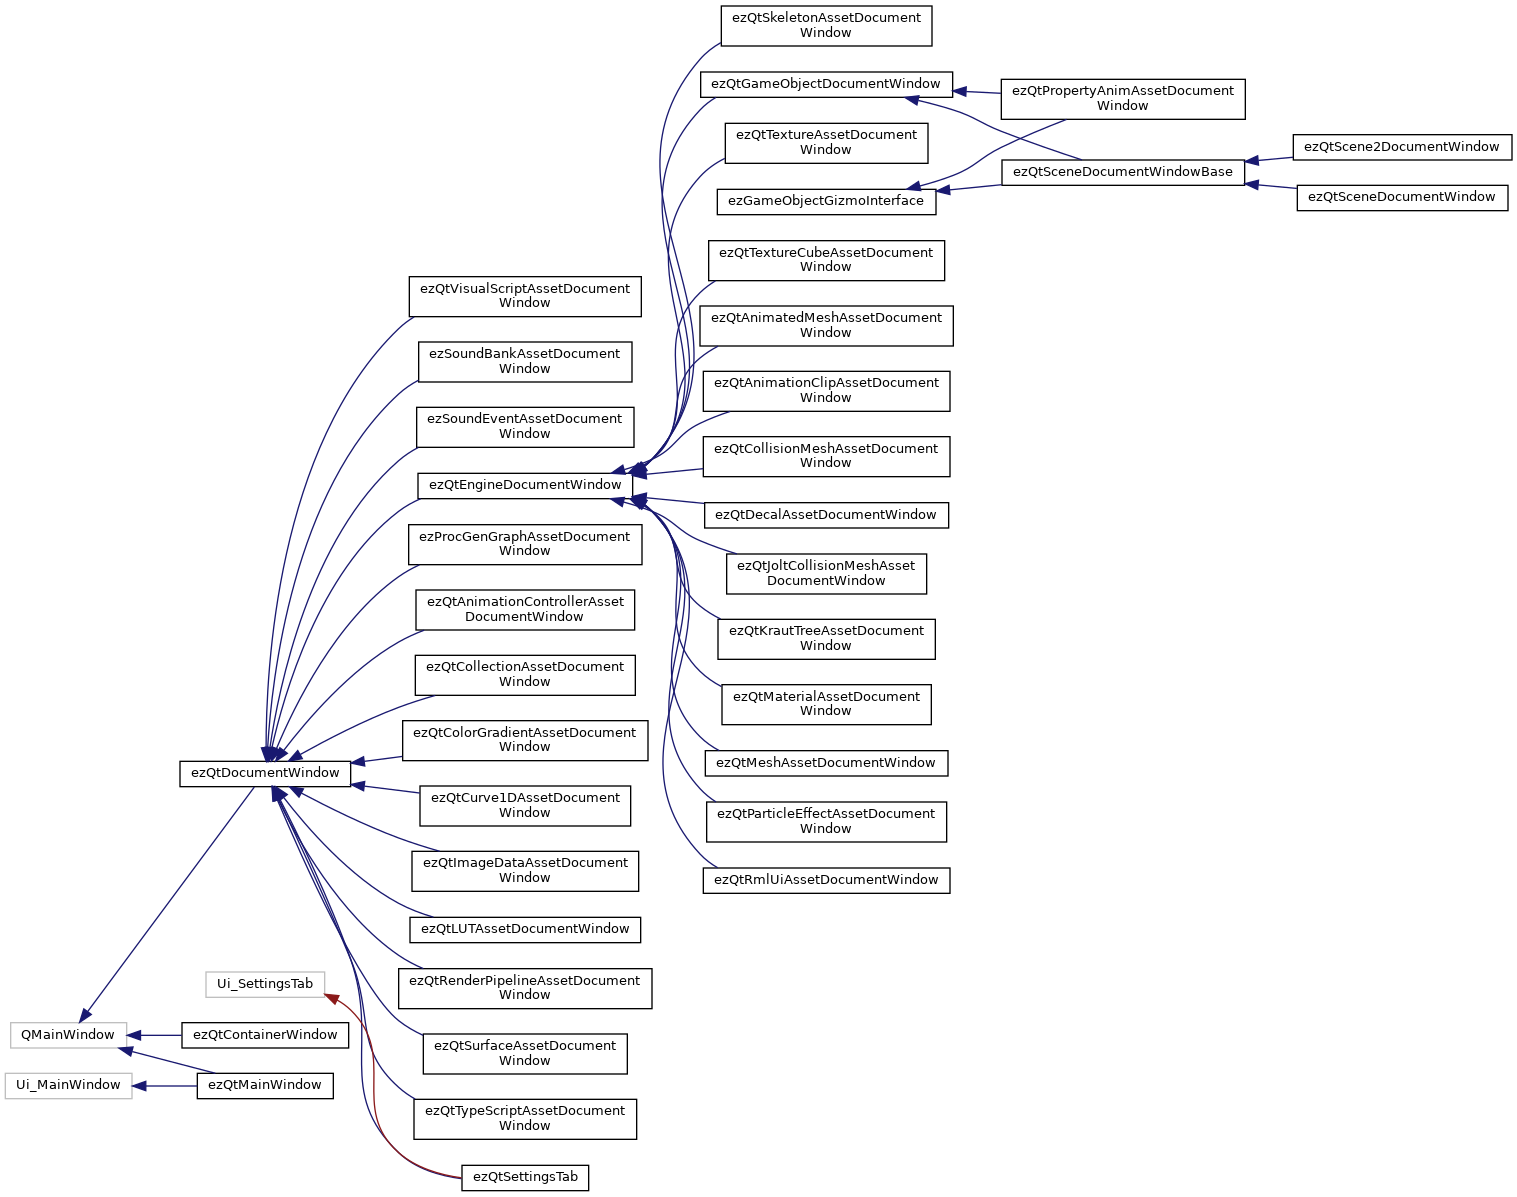 ezQtSkeletonAssetDocument
Window
ezQtGameObjectDocumentWindow
ezQtPropertyAnimAssetDocument
Window
ezQtTextureAssetDocument
Window
ezQtScene2DocumentWindow
ezQtSceneDocumentWindowBase
ezGameObjectGizmoInterface
ezQtSceneDocumentWindow
ezQtTextureCubeAssetDocument
Window
ezQtVisualScriptAssetDocument
Window
ezQtAnimatedMeshAssetDocument
Window
ezSoundBankAssetDocument
Window
ezQtAnimationClipAssetDocument
Window
ezSoundEventAssetDocument
Window
ezQtCollisionMeshAssetDocument
Window
ezQtEngineDocumentWindow
ezQtDecalAssetDocumentWindow
ezProcGenGraphAssetDocument
Window
ezQtJoltCollisionMeshAsset
DocumentWindow
ezQtAnimationControllerAsset
DocumentWindow
ezQtKrautTreeAssetDocument
Window
ezQtCollectionAssetDocument
Window
ezQtMaterialAssetDocument
Window
ezQtColorGradientAssetDocument
Window
ezQtMeshAssetDocumentWindow
ezQtDocumentWindow
ezQtCurve1DAssetDocument
Window
ezQtParticleEffectAssetDocument
Window
ezQtImageDataAssetDocument
Window
ezQtRmlUiAssetDocumentWindow
ezQtLUTAssetDocumentWindow
Ui_SettingsTab
ezQtRenderPipelineAssetDocument
Window
QMainWindow
ezQtContainerWindow
ezQtSurfaceAssetDocument
Window
Ui_MainWindow
ezQtMainWindow
ezQtTypeScriptAssetDocument
Window
ezQtSettingsTab